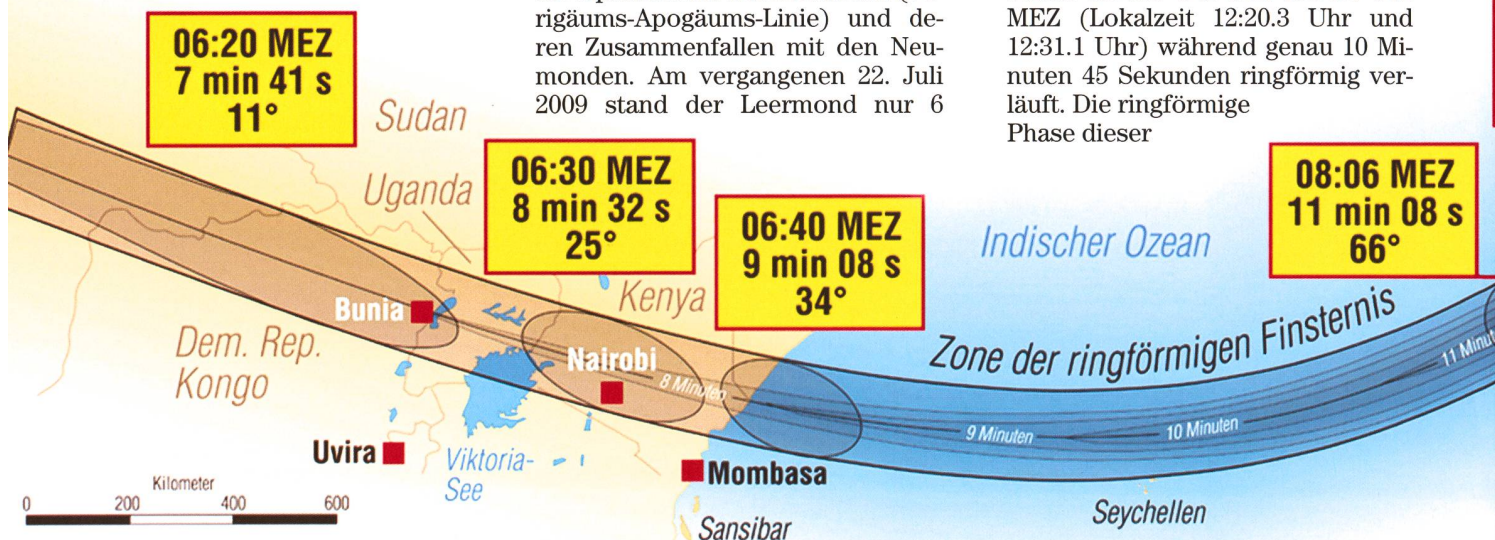 rigäums-Apogäums-Linie) und de-
ren Zusammenfallen mit den Neu-
monden. Am vergangenen 22. Juli
2009 stand der Leermond nur 6
MEZ (Lokalzeit 12:20.3 Uhr und
12:31.1 Uhr) während genau 10 Mi-
nuten 45 Sekunden ringförmig ver-
läuft. Die ringförmige
Phase dieser
06:20 MEZ
7 min 41 s
11°
Sudan
Uganda
06:30 MEZ
8 min 32 s
25°
06:40 MEZ
9 min 08 s
34°
08:06 MEZ
11 min 08 s
66°
Indischer Ozean
Kenya
Bunia
Dem. Rep.
Kongo
Nairobi
8 Minuten
Zone der ringförmigen Finsternis
9 Minuten
10 Minuten
11 Minut
Uvira
Viktoria-
See
Mombasa
Sansibar
Seychellen
Kilometer
0 200 400 600